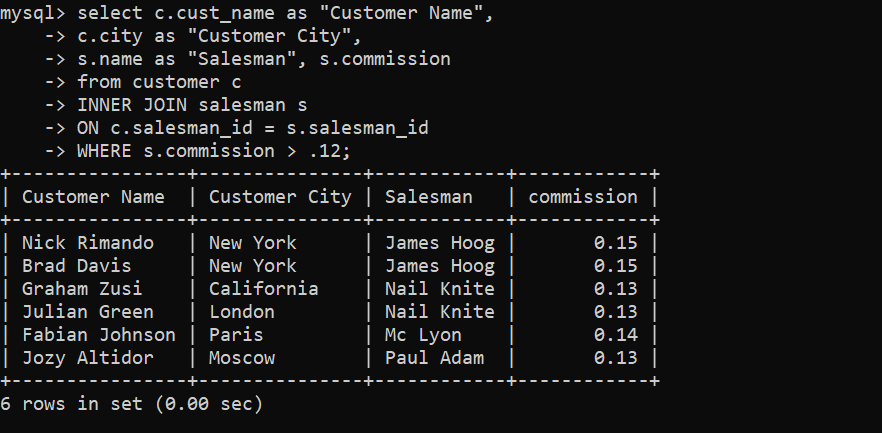 mysql> select c.cust_name as "Customer Name",
    -> c.city as "Customer City",
    -> s.name as "Salesman", s.commission
    -> from customer c
    -> INNER JOIN salesman s
    -> ON c.salesman_id = s.salesman_id
    -> WHERE s.commission > .12;
+----------------+---------------+------------+------------+
| Customer Name  | Customer City | Salesman   | commission |
+----------------+---------------+------------+------------+
| Nick Rimando   | New York      | James Hoog |       0.15 |
| Brad Davis     | New York      | James Hoog |       0.15 |
| Graham Zusi    | California    | Nail Knite |       0.13 |
| Julian Green   | London        | Nail Knite |       0.13 |
| Fabian Johnson | Paris         | Mc Lyon    |       0.14 |
| Jozy Altidor   | Moscow        | Paul Adam  |       0.13 |
+----------------+---------------+------------+------------+
6 rows in set (0.00 sec)